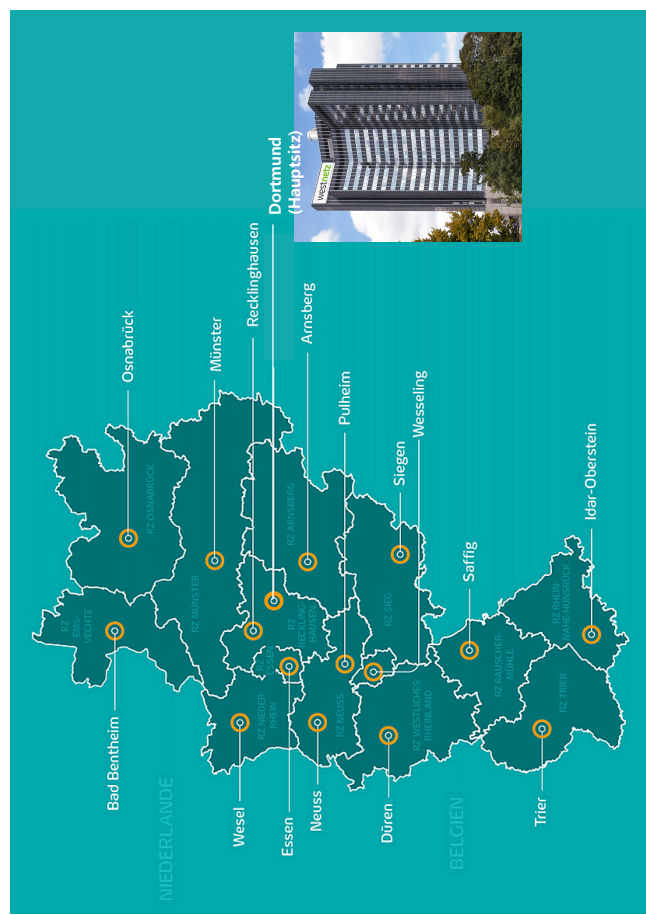 westnetz
Dortmund
(Hauptsitz)
Recklinghausen
Osnabrück
Münster
Arnsberg
Pulheim
Siegen
Wesseling
Idar-Oberstein
Saffig
Bad Bentheim
Wesel
Essen
Neuss
Düren
Trier
RZ OSNABRÜCK
RZ
EMS-
VECHTE
RZ MÜNSTER
RZ ARNSBERG
RZ
RECKLING-
HAUSEN
RZ
ESSEN
RZ NIEDER-
RHEIN
RZ NEUSS
RZ SIEG
RZ WESTLICHES
RHEINLAND
RZ RAUSCHER-
MÜHLE
RZ RHEIN-
NAHE-HUNSRÜCK
RZ TRIER
NIEDERLANDE
BELGIEN